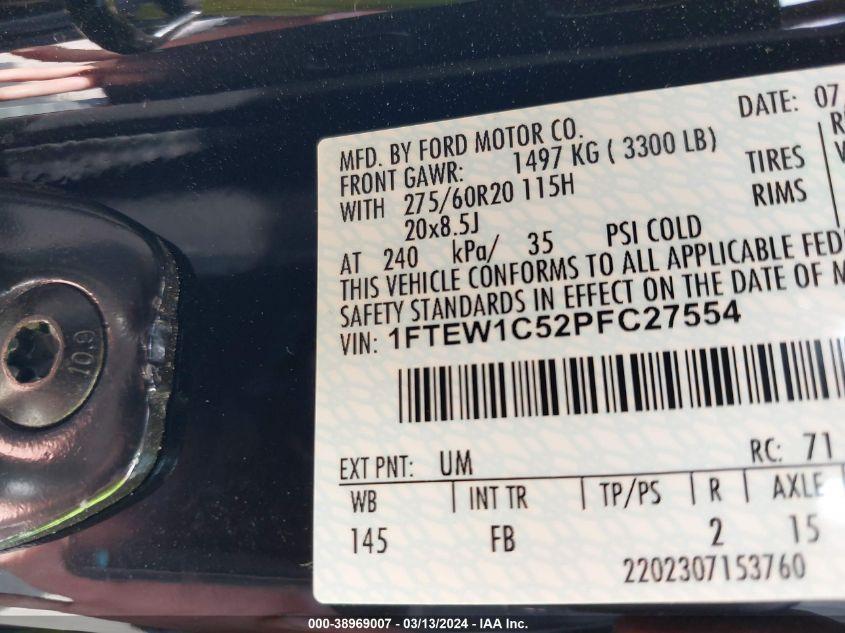 DATE: 07
MFD. BY FORD MOTOR CO.
FRONT GAWR: 1497 KG ( 3300 LB)
WITH 275/60R20 115H TIRES
20x8.5J RIMS
AT 240 kPa/ 35 PSI COLD
THIS VEHICLE CONFORMS TO ALL APPLICABLE FED
SAFETY STANDARDS IN EFFECT ON THE DATE OF M
VIN: 1FTEW1C52PFC27554
EXT PNT: UM RC: 71
WB INT TR TP/PS R AXLE
145 FB 2 15
2202307153760
10.9
000-38969007 - 03/13/2024 - IAA Inc.